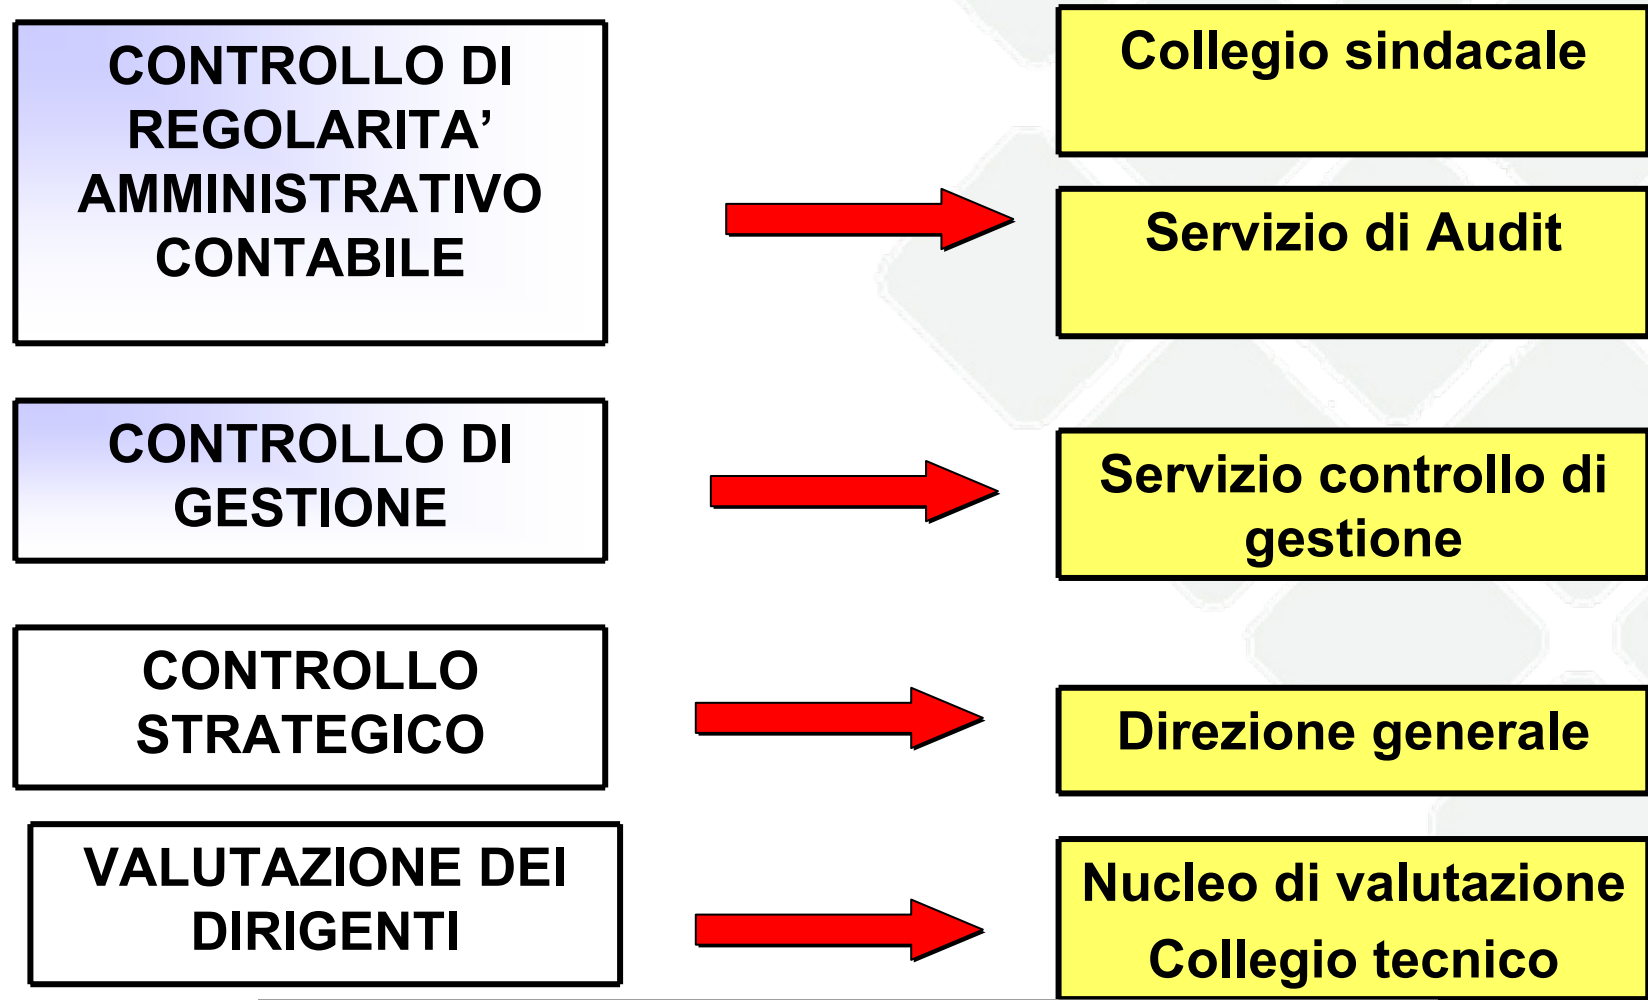 CONTROLLO DI
REGOLARITA’
AMMINISTRATIVO
CONTABILE
Collegio sindacale
Servizio di Audit
CONTROLLO DI
GESTIONE
Servizio controllo di
gestione
CONTROLLO
STRATEGICO
Direzione generale
VALUTAZIONE DEI
DIRIGENTI
Nucleo di valutazione
Collegio tecnico